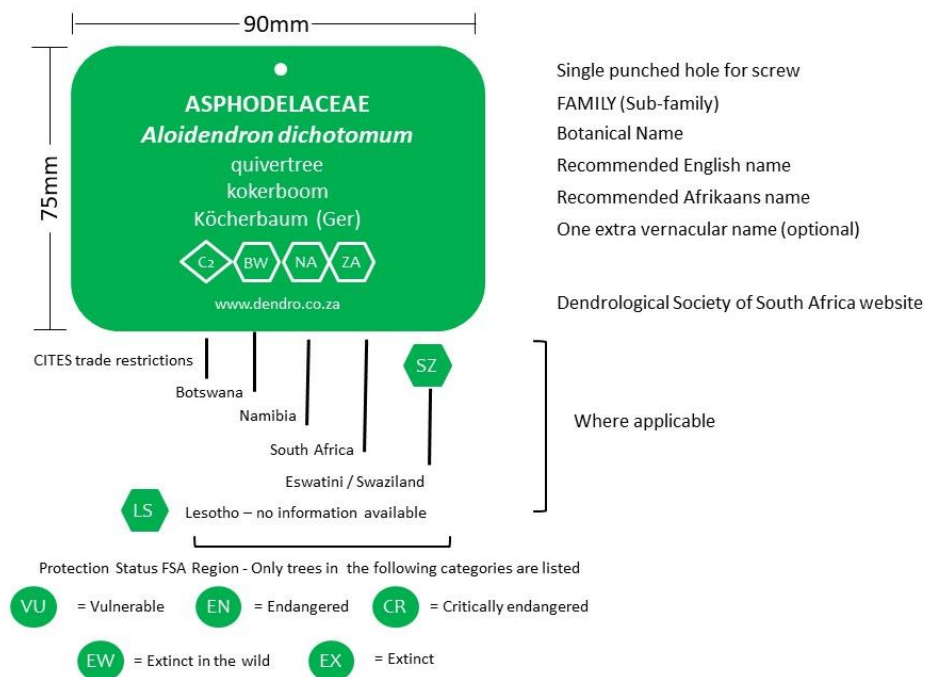 90mm
75mm
ASPHODELACEAE
Aloidendron dichotomum
quivertree
kokerboom
Köcherbaum (Ger)
C2 BW NA ZA
www.dendro.co.za
Single punched hole for screw
FAMILY (Sub-family)
Botanical Name
Recommended English name
Recommended Afrikaans name
One extra vernacular name (optional)
Dendrological Society of South Africa website
CITES trade restrictions
Botswana
Namibia
South Africa
SZ
Eswatini / Swaziland
Where applicable
LS Lesotho – no information available
Protection Status FSA Region - Only trees in the following categories are listed
VU = Vulnerable EN = Endangered CR = Critically endangered
EW = Extinct in the wild EX = Extinct